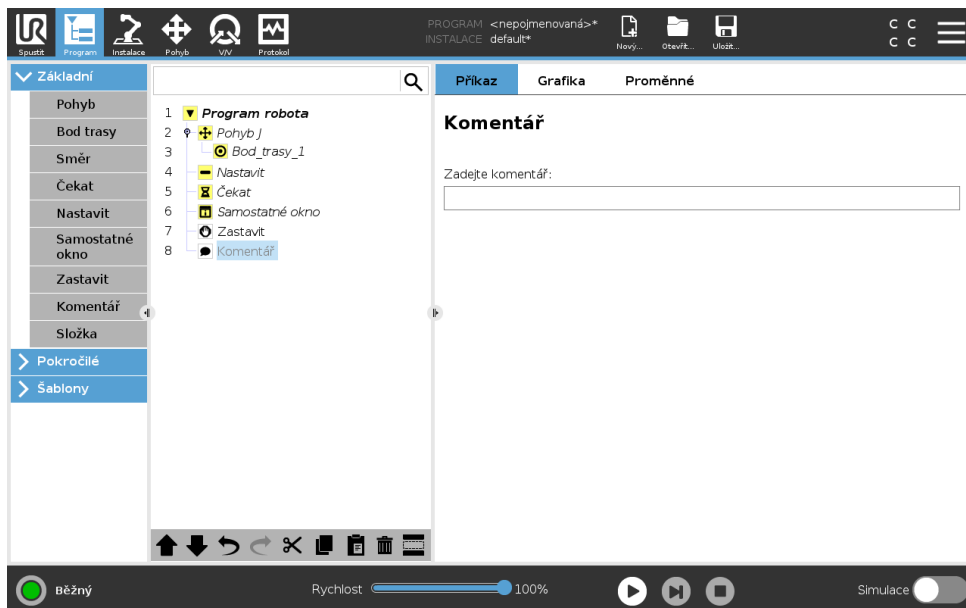 UR
PROGRAM <nepojmenovaná>*
INSTALACE default*
C C
C C
Spustit Program Instalace Pohyb V/V Protokol Nový... Otevřít... Uložit...
Základní
Pohyb
Bod trasy
Směr
Čekat
Nastavit
Samostatné
okno
Zastavit
Komentář
Složka
Pokročilé
Šablony
1 Program robota
2 Pohyb J
3 Bod_trasy_1
4 Nastavit
5 Čekat
6 Samostatné okno
7 Zastavit
8 Komentář
Příkaz Grafika Proměnné
Komentář
Zadejte komentář:
Běžný
Rychlost 100%
Simulace